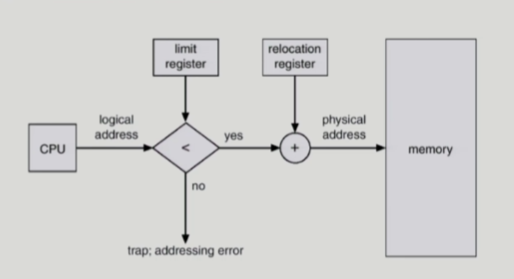 limit
register
relocation
register
logical
address
physical
address
CPU
<
yes
+
memory
no
trap; addressing error